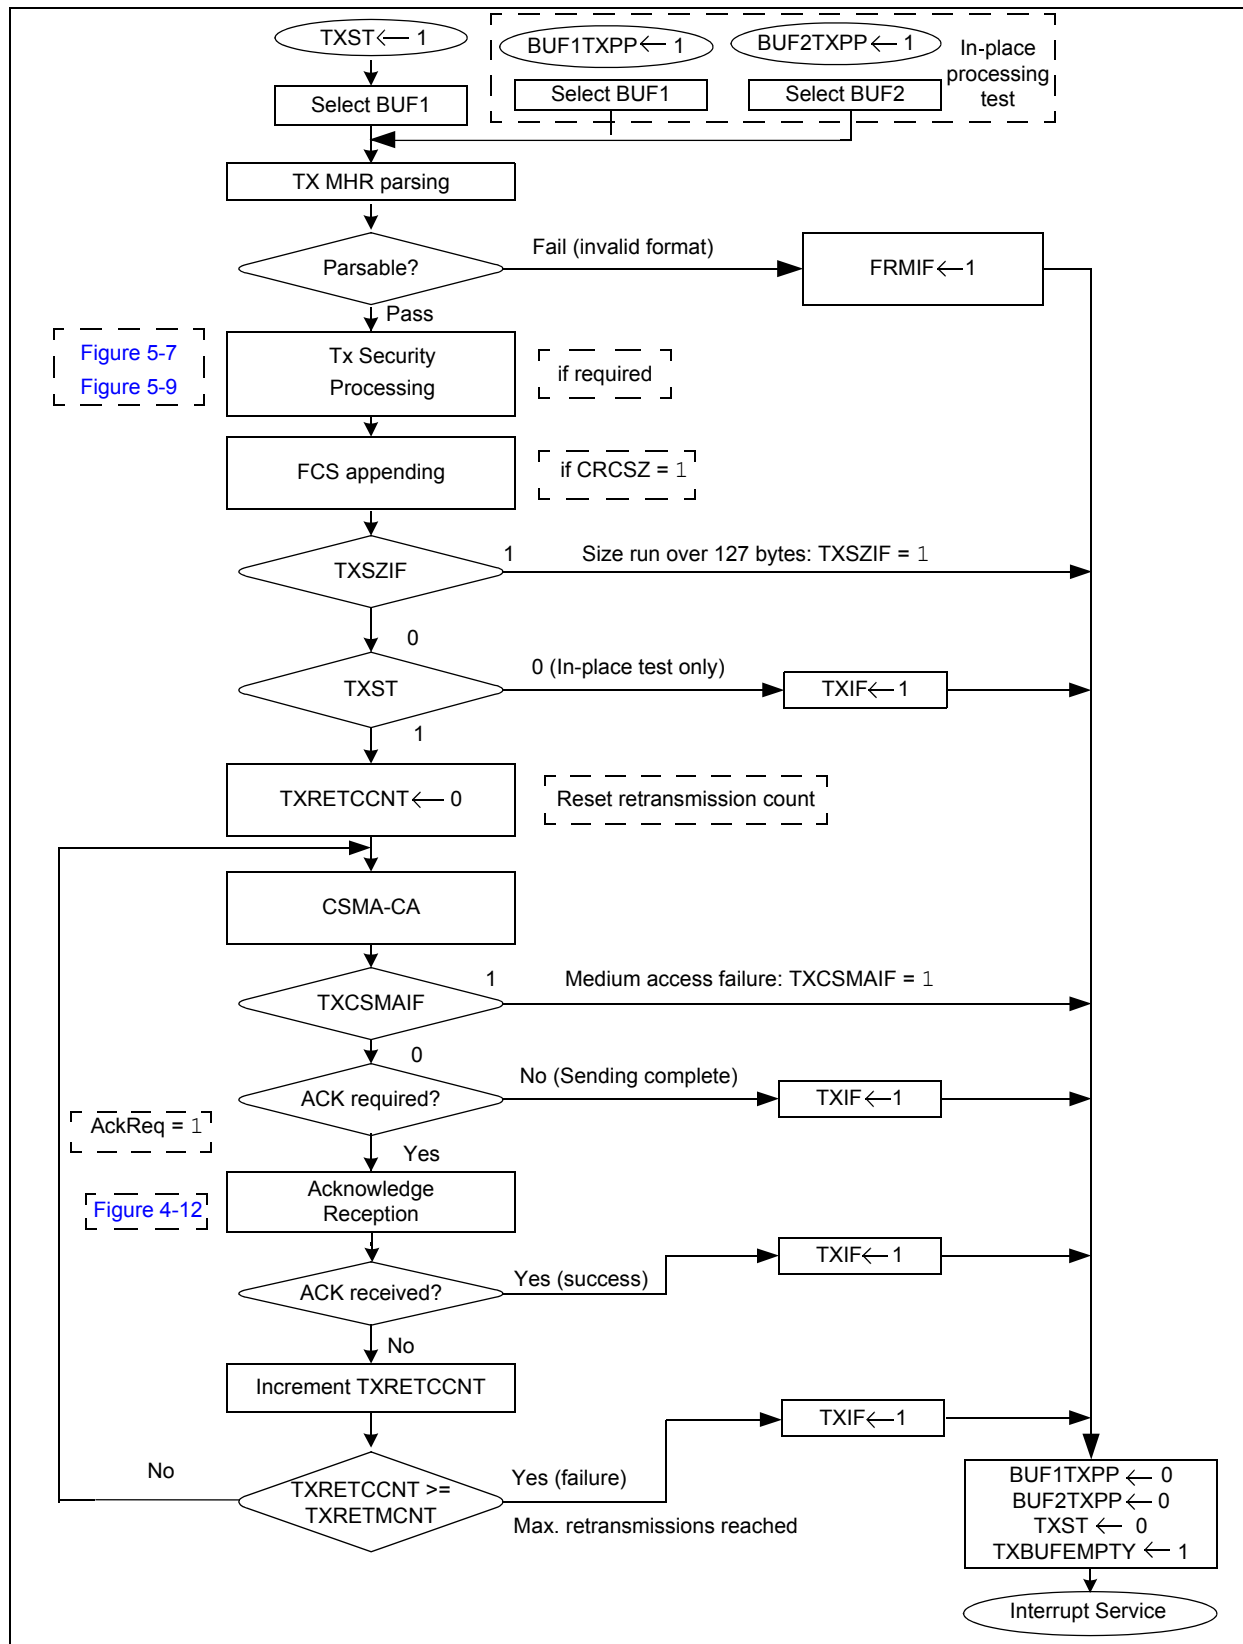 TXST ← 1
BUF1TXPP ← 1
BUF2TXPP ← 1
In-place
processing
test
Select BUF1
Select BUF1
Select BUF2
TX MHR parsing
Parsable?
Fail (invalid format)
FRMIF ← 1
Pass
Figure 5-7
Figure 5-9
Tx Security
Processing
if required
FCS appending
if CRCSZ = 1
TXSZIF
1
Size run over 127 bytes: TXSZIF = 1
0
TXST
0 (In-place test only)
TXIF ← 1
1
TXRETCCNT ← 0
Reset retransmission count
CSMA-CA
TXCSMAIF
1
Medium access failure: TXCSMAIF = 1
0
ACK required?
No (Sending complete)
TXIF ← 1
AckReq = 1
Yes
Figure 4-12
Acknowledge
Reception
ACK received?
Yes (success)
TXIF ← 1
No
Increment TXRETCCNT
TXIF ← 1
No
TXRETCCNT >=
TXRETMCNT
Yes (failure)
Max. retransmissions reached
BUF1TXPP ← 0
BUF2TXPP ← 0
TXST ← 0
TXBUFEMPTY ← 1
Interrupt Service